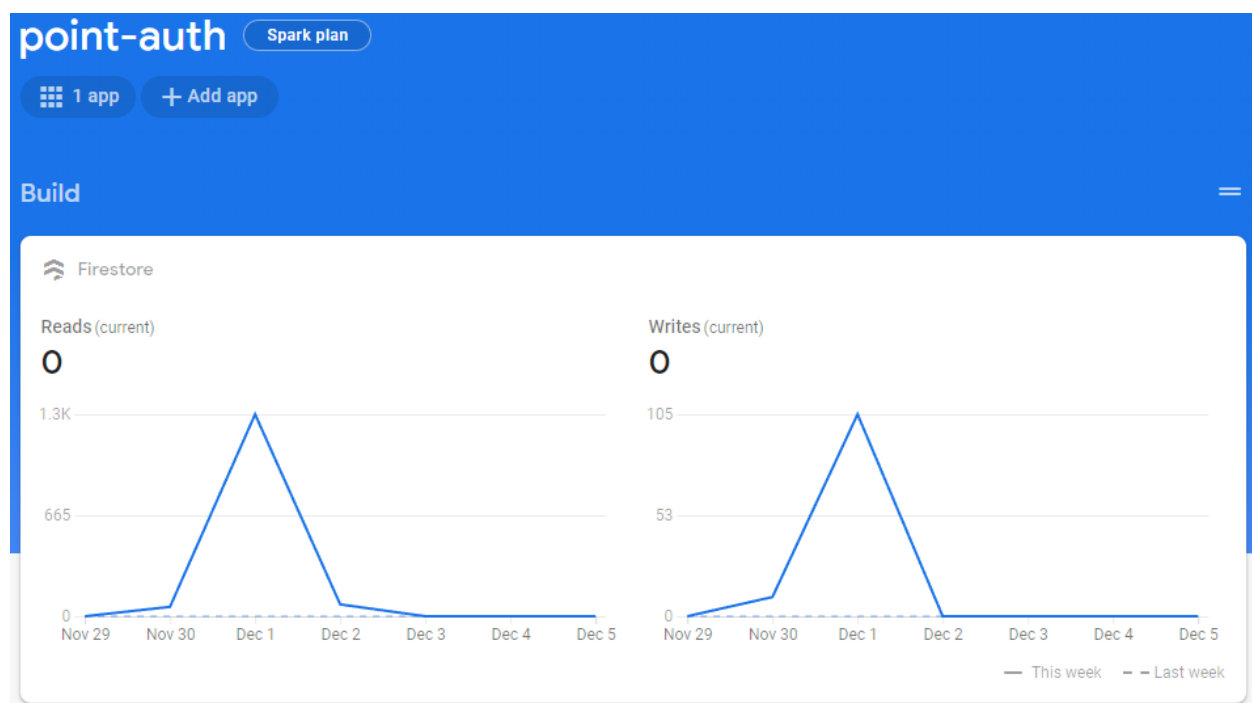 point-auth Spark plan
1 app + Add app
Build
Firestore
Reads (current)
0
1.3K
665
0
Nov 29 Nov 30 Dec 1 Dec 2 Dec 3 Dec 4 Dec 5
Writes (current)
0
105
53
0
Nov 29 Nov 30 Dec 1 Dec 2 Dec 3 Dec 4 Dec 5
This week Last week